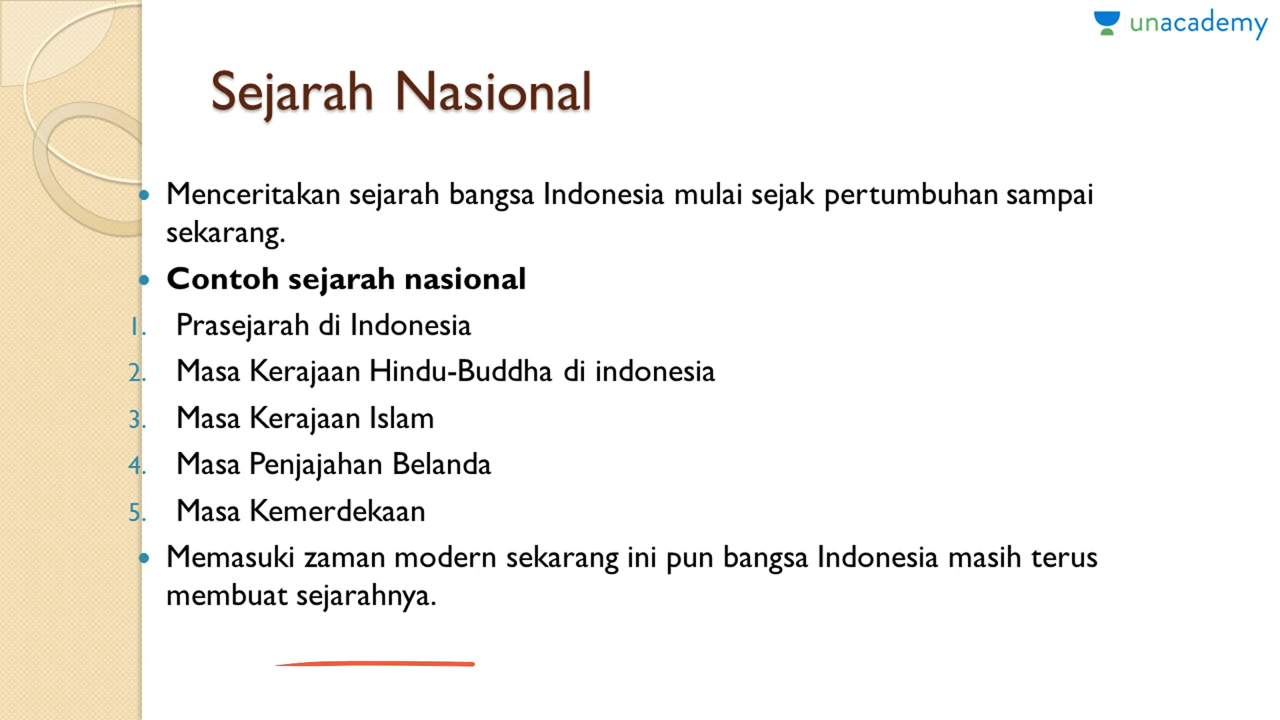 unacademy
Sejarah Nasional
• Menceritakan sejarah bangsa Indonesia mulai sejak pertumbuhan sampai
sekarang.
• Contoh sejarah nasional
1. Prasejarah di Indonesia
2. Masa Kerajaan Hindu-Buddha di indonesia
3. Masa Kerajaan Islam
4. Masa Penjajahan Belanda
5. Masa Kemerdekaan
• Memasuki zaman modern sekarang ini pun bangsa Indonesia masih terus
membuat sejarahnya.